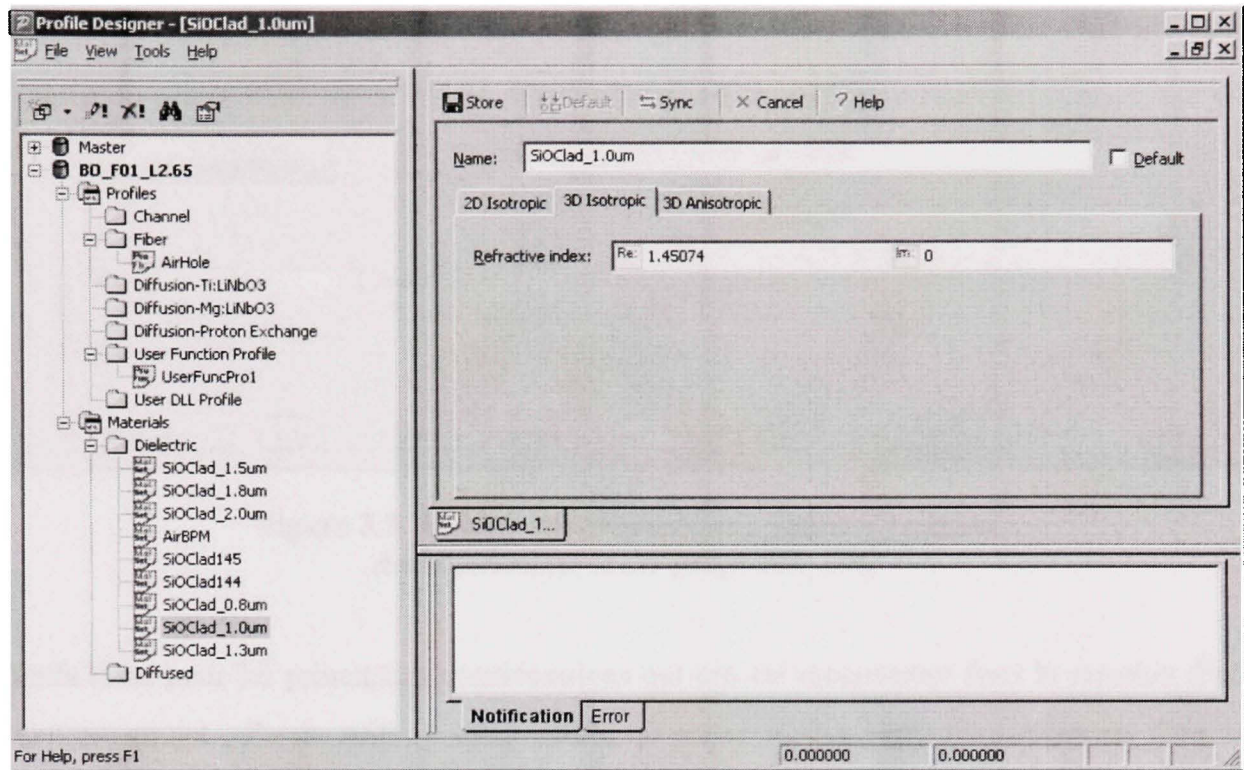 Profile Designer - [SiOClad_1.0um]
File View Tools Help
Master
BO_F01_L2.65
Profiles
Channel
Fiber
AirHole
Diffusion-Ti:LiNbO3
Diffusion-Mg:LiNbO3
Diffusion-Proton Exchange
User Function Profile
UserFuncPro1
User DLL Profile
Materials
Dielectric
SiOClad_1.5um
SiOClad_1.8um
SiOClad_2.0um
AirBPM
SiOClad145
SiOClad144
SiOClad_0.8um
SiOClad_1.0um
SiOClad_1.3um
Diffused
Store Default Sync Cancel ? Help
Name: SiOClad_1.0um Default
2D Isotropic 3D Isotropic 3D Anisotropic
Refractive index: Re: 1.45074 Im: 0
SiOClad_1...
Notification Error
For Help, press F1 0.000000 0.000000